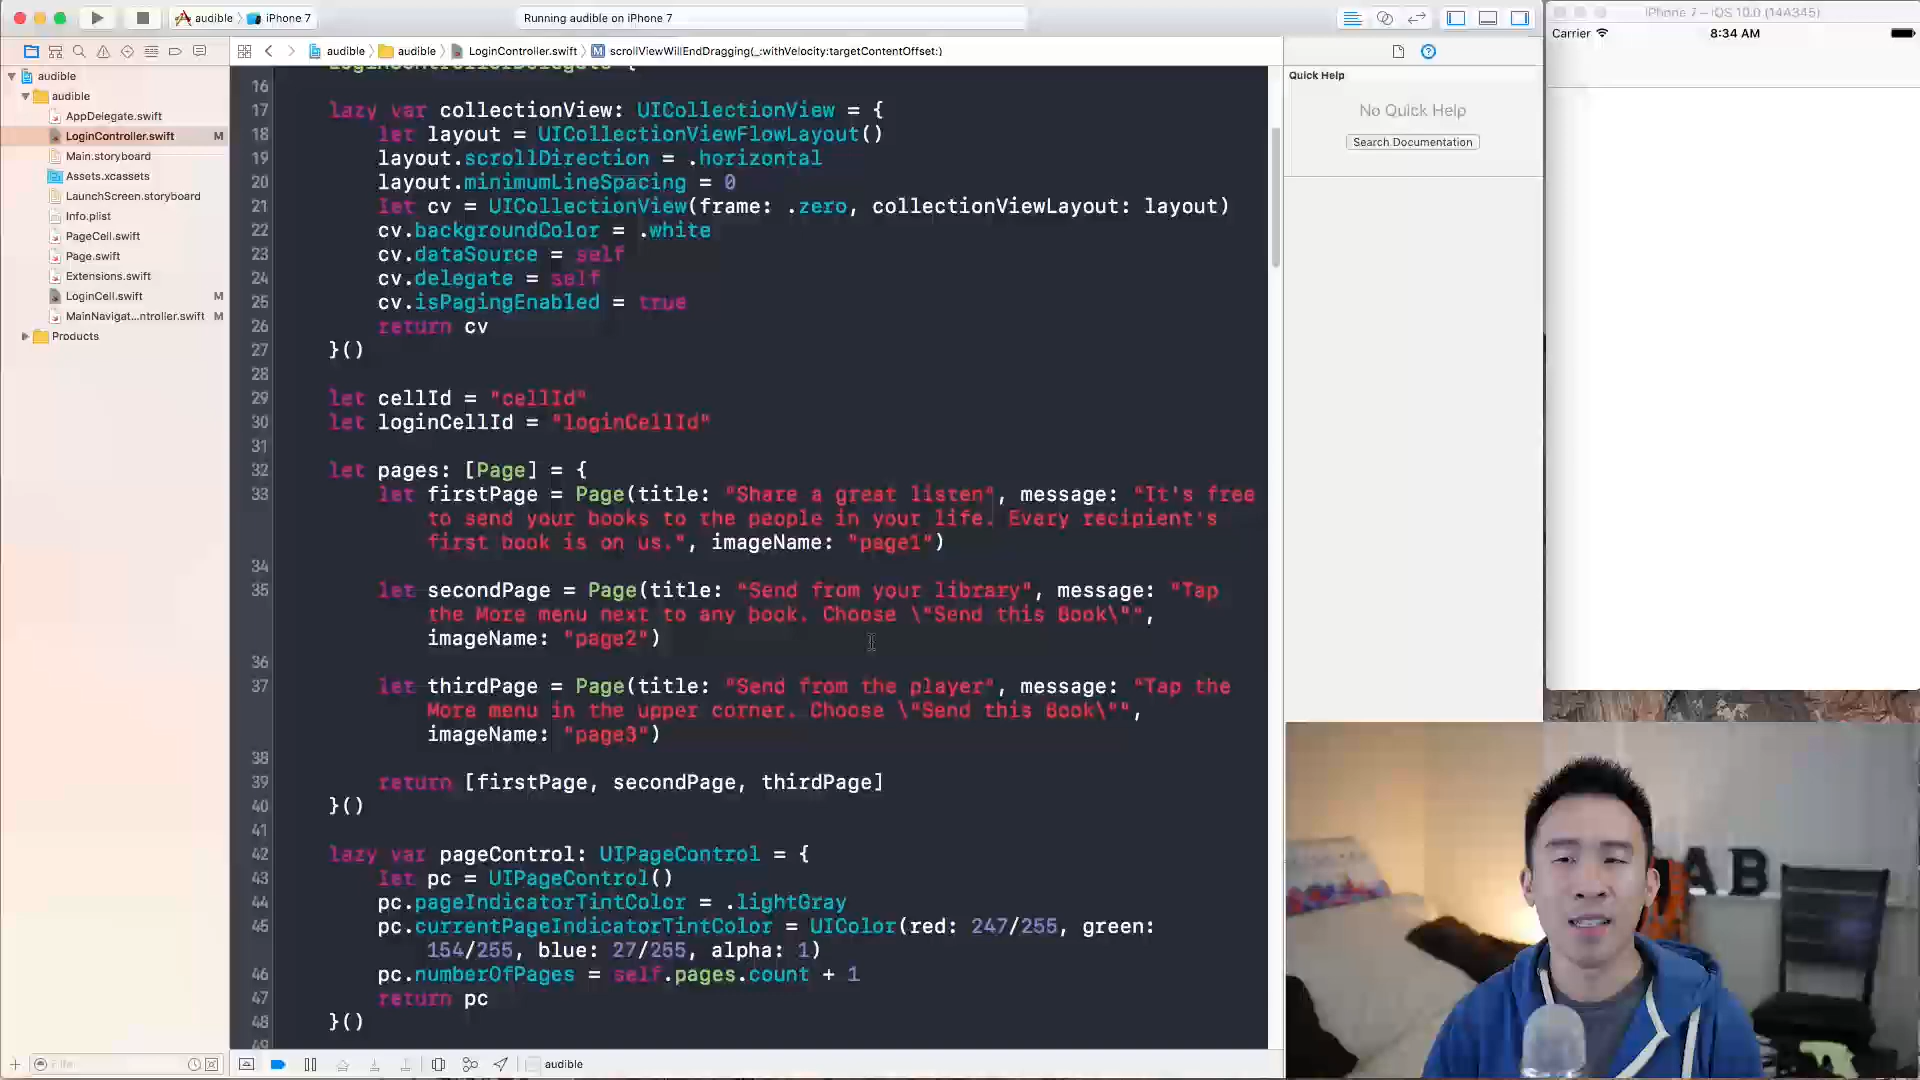 audible
iPhone 7
Running audible on iPhone 7
iPhone 7 – iOS 10.0 (14A345)
Carrier
8:34 AM
audible
audible
LoginController.swift
scrollViewWillEndDragging(_:withVelocity:targetContentOffset:)
audible
audible
AppDelegate.swift
LoginController.swift M
Main.storyboard
Assets.xcassets
LaunchScreen.storyboard
Info.plist
PageCell.swift
Page.swift
Extensions.swift
LoginCell.swift M
MainNavigat...ntroller.swift M
Products
Quick Help
No Quick Help
Search Documentation
LoginControllerDelegate {
16
17 lazy var collectionView: UICollectionView = {
18 let layout = UICollectionViewFlowLayout()
19 layout.scrollDirection = .horizontal
20 layout.minimumLineSpacing = 0
21 let cv = UICollectionView(frame: .zero, collectionViewLayout: layout)
22 cv.backgroundColor = .white
23 cv.dataSource = self
24 cv.delegate = self
25 cv.isPagingEnabled = true
26 return cv
27 }()
28
29 let cellId = "cellId"
30 let loginCellId = "loginCellId"
31
32 let pages: [Page] = {
33 let firstPage = Page(title: "Share a great listen", message: "It's free
to send your books to the people in your life. Every recipient's
first book is on us.", imageName: "page1")
34
35 let secondPage = Page(title: "Send from your library", message: "Tap
the More menu next to any book. Choose \"Send this Book\"",
imageName: "page2")
36
37 let thirdPage = Page(title: "Send from the player", message: "Tap the
More menu in the upper corner. Choose \"Send this Book\"",
imageName: "page3")
38
39 return [firstPage, secondPage, thirdPage]
40 }()
41
42 lazy var pageControl: UIPageControl = {
43 let pc = UIPageControl()
44 pc.pageIndicatorTintColor = .lightGray
45 pc.currentPageIndicatorTintColor = UIColor(red: 247/255, green:
154/255, blue: 27/255, alpha: 1)
46 pc.numberOfPages = self.pages.count + 1
47 return pc
48 }()
49
audible
AB